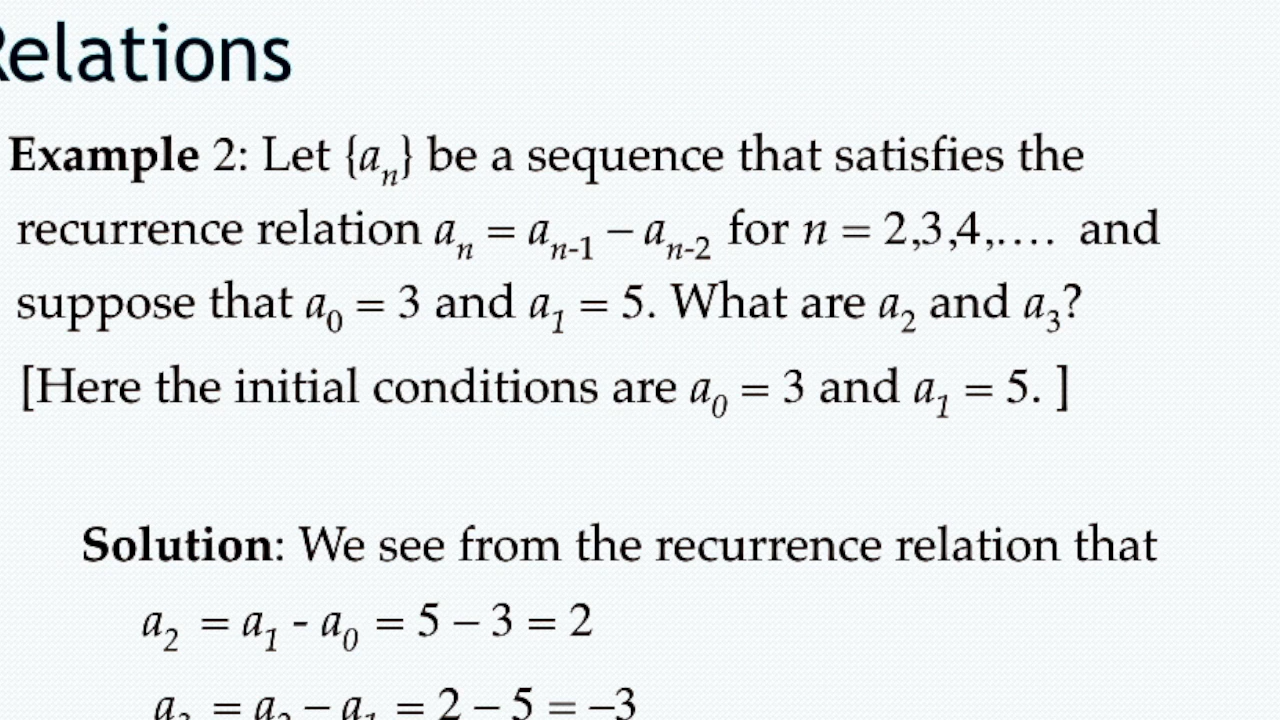 Relations
Example 2: Let {aₙ} be a sequence that satisfies the
recurrence relation aₙ = aₙ₋₁ – aₙ₋₂ for n = 2,3,4,…. and
suppose that a₀ = 3 and a₁ = 5. What are a₂ and a₃?
[Here the initial conditions are a₀ = 3 and a₁ = 5. ]
Solution: We see from the recurrence relation that
a₂ = a₁ - a₀ = 5 – 3 = 2
a₃ = a₂ – a₁ = 2 – 5 = –3